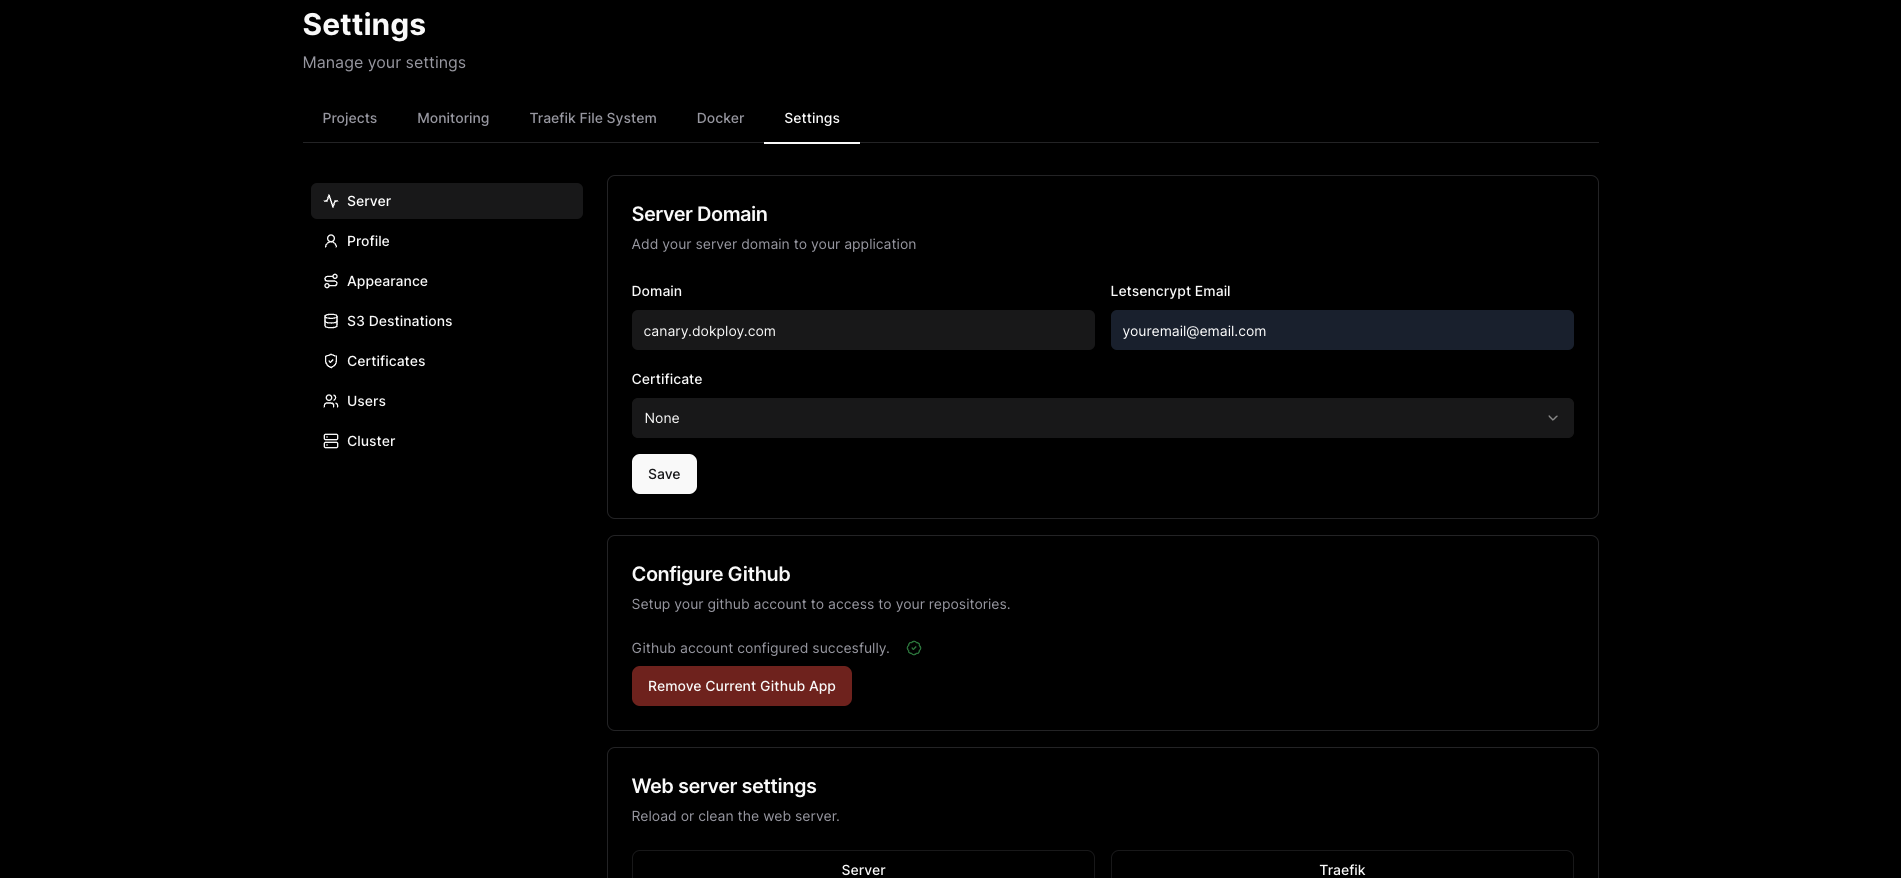 Settings
Manage your settings
Projects Monitoring Traefik File System Docker Settings
Server
Profile
Appearance
S3 Destinations
Certificates
Users
Cluster
Server Domain
Add your server domain to your application
Domain Letsencrypt Email
canary.dokploy.com youremail@email.com
Certificate
None
Save
Configure Github
Setup your github account to access to your repositories.
Github account configured succesfully.
Remove Current Github App
Web server settings
Reload or clean the web server.
Server Traefik